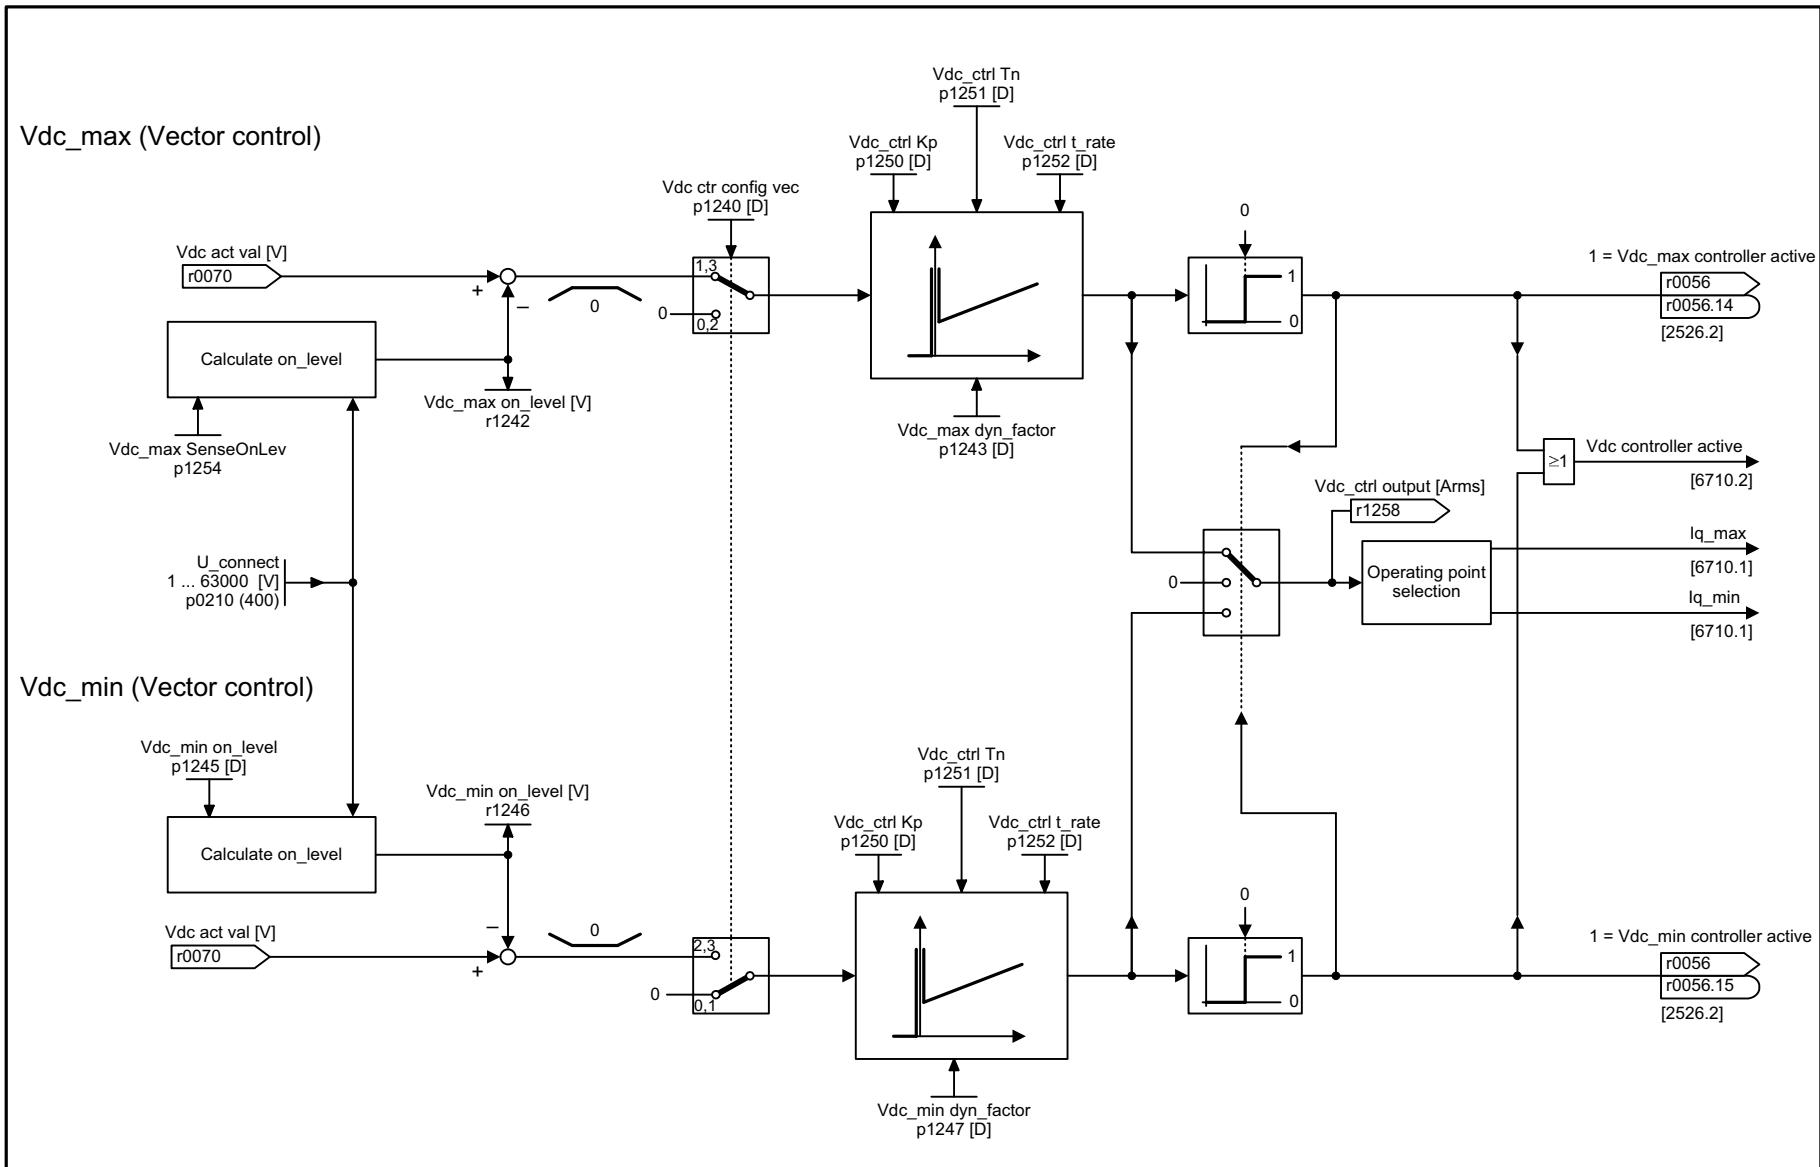 Vdc_max (Vector control)
Vdc_ctrl Tn
p1251 [D]
Vdc_ctrl Kp
p1250 [D]
Vdc_ctrl t_rate
p1252 [D]
Vdc ctr config vec
p1240 [D]
0
Vdc act val [V]
r0070
+
–
0
1,3
0
0,2
1
0
1 = Vdc_max controller active
r0056
r0056.14
[2526.2]
Calculate on_level
Vdc_max on_level [V]
r1242
Vdc_max SenseOnLev
p1254
Vdc_max dyn_factor
p1243 [D]
≥1
Vdc controller active
[6710.2]
Vdc_ctrl output [Arms]
r1258
U_connect
1 ... 63000 [V]
p0210 (400)
0
Operating point
selection
Iq_max
[6710.1]
Iq_min
[6710.1]
Vdc_min (Vector control)
Vdc_min on_level
p1245 [D]
Vdc_min on_level [V]
r1246
Vdc_ctrl Tn
p1251 [D]
Vdc_ctrl Kp
p1250 [D]
Vdc_ctrl t_rate
p1252 [D]
Calculate on_level
0
Vdc act val [V]
r0070
+
–
0
2,3
0
0,1
1
0
1 = Vdc_min controller active
r0056
r0056.15
[2526.2]
Vdc_min dyn_factor
p1247 [D]